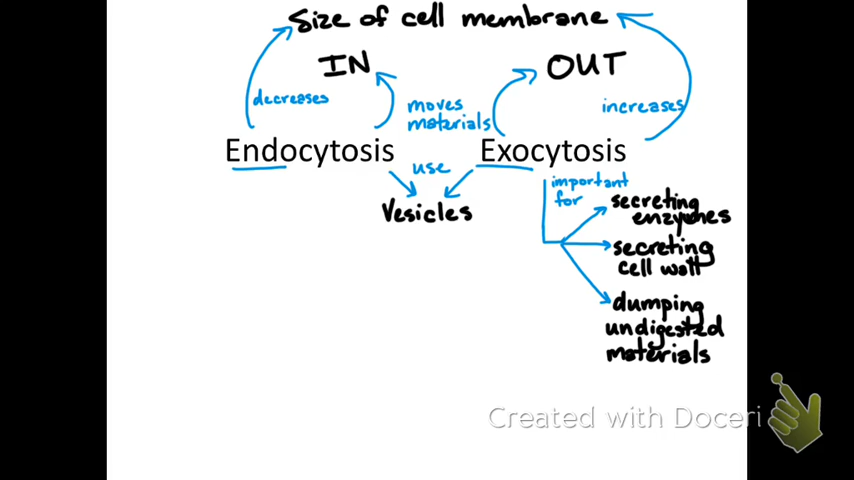 Size of cell membrane
IN
OUT
decreases
moves
materials
increases
Endocytosis
Exocytosis
use
important
for
Vesicles
secreting
enzymes
secreting
cell wall
dumping
undigested
materials
Created with Doceri